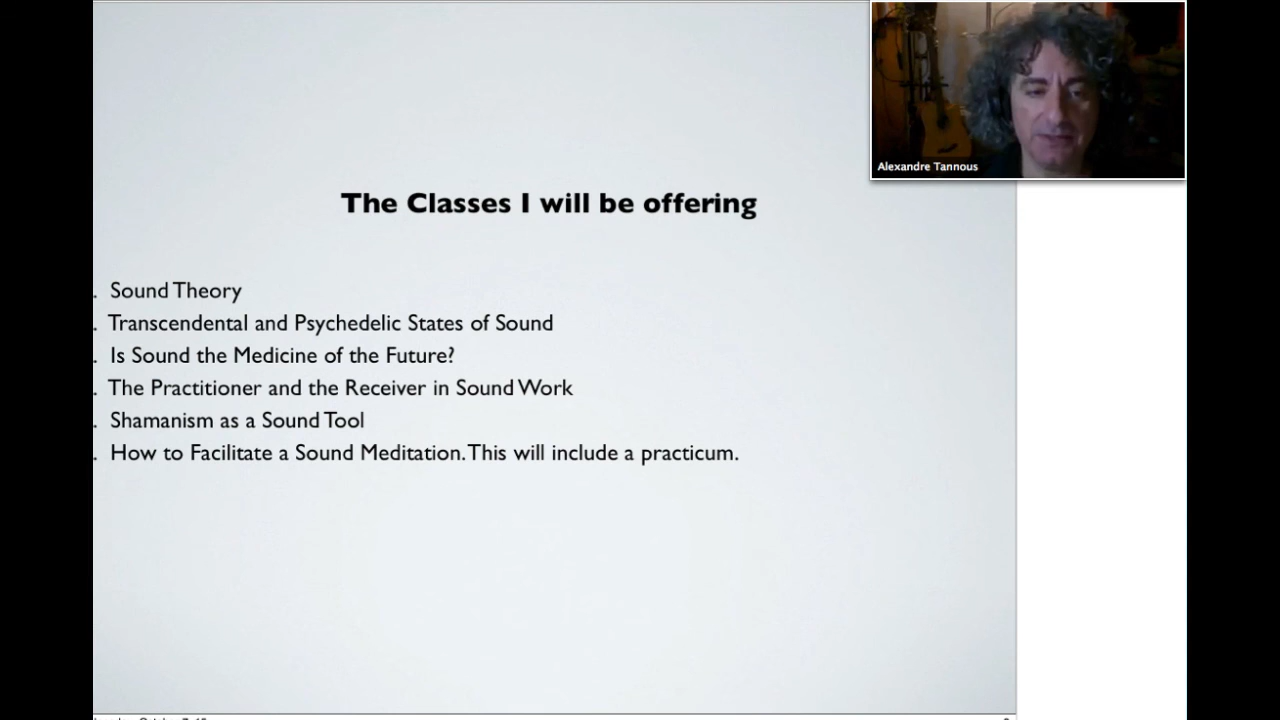 Alexandre Tannous
The Classes I will be offering
. Sound Theory
. Transcendental and Psychedelic States of Sound
. Is Sound the Medicine of the Future?
. The Practitioner and the Receiver in Sound Work
. Shamanism as a Sound Tool
. How to Facilitate a Sound Meditation. This will include a practicum.